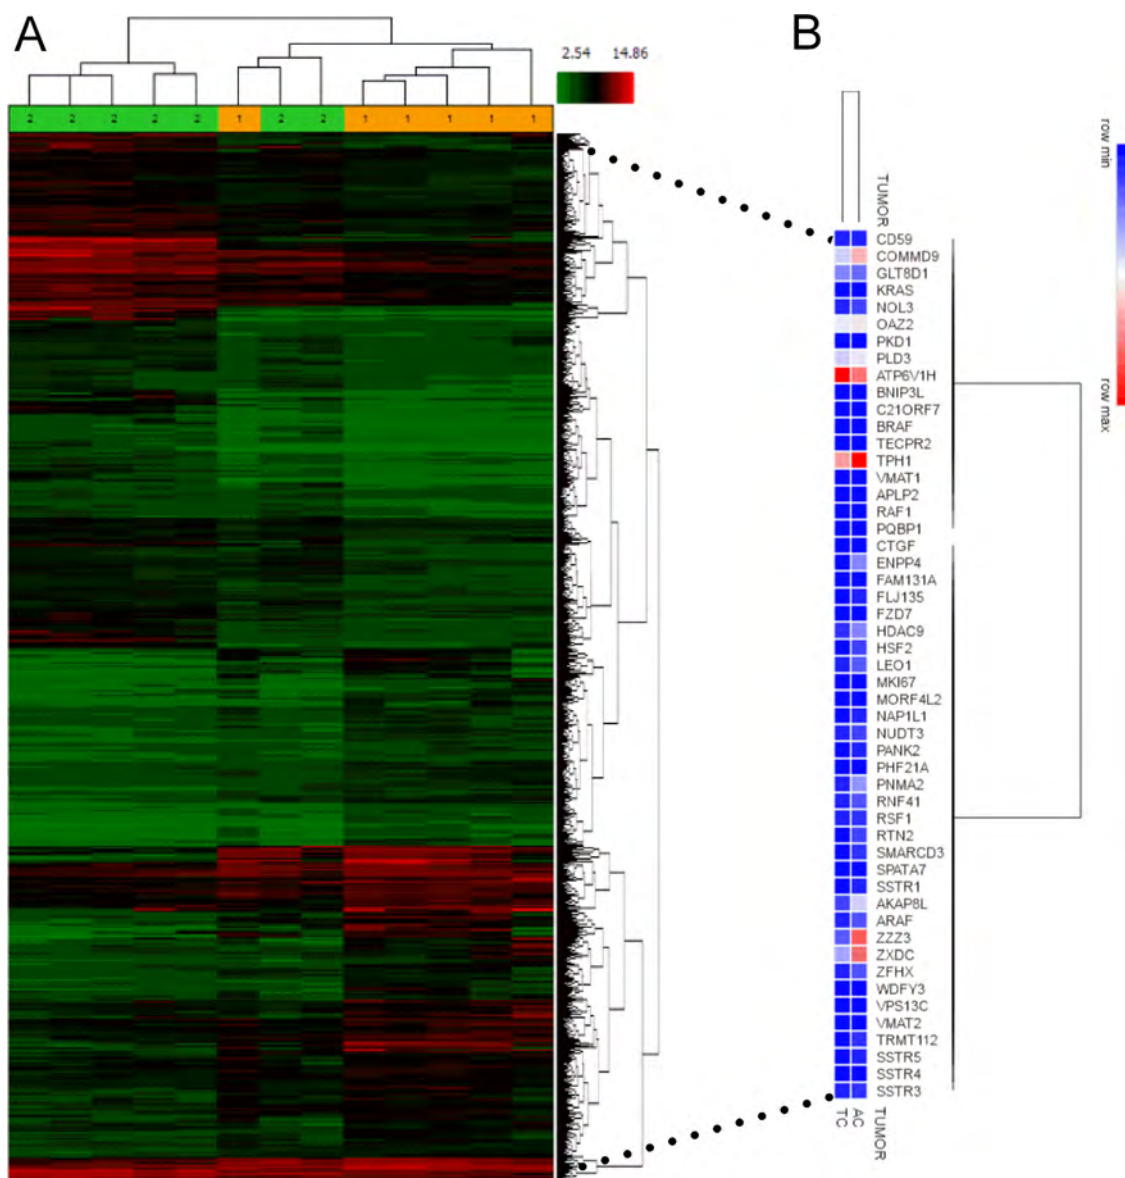 A
B
2.54 14.86
2 2 2 2 2 1 2 2 1 1 1 1 1
row min
row max
TUMOR
CD59
COMMD9
GLT8D1
KRAS
NOL3
OAZ2
PKD1
PLD3
ATP6V1H
BNIP3L
C21ORF7
BRAF
TECPR2
TPH1
VMAT1
APLP2
RAF1
PQBP1
CTGF
ENPP4
FAM131A
FLJ135
FZD7
HDAC9
HSF2
LEO1
MKI67
MORF4L2
NAP1L1
NUDT3
PANK2
PHF21A
PNMA2
RNF41
RSF1
RTN2
SMARCD3
SPATA7
SSTR1
AKAP8L
ARAF
ZZZ3
ZXDC
ZFHX
WDFY3
VPS13C
VMAT2
TRMT112
SSTR5
SSTR4
SSTR3
TC
AC
TUMOR